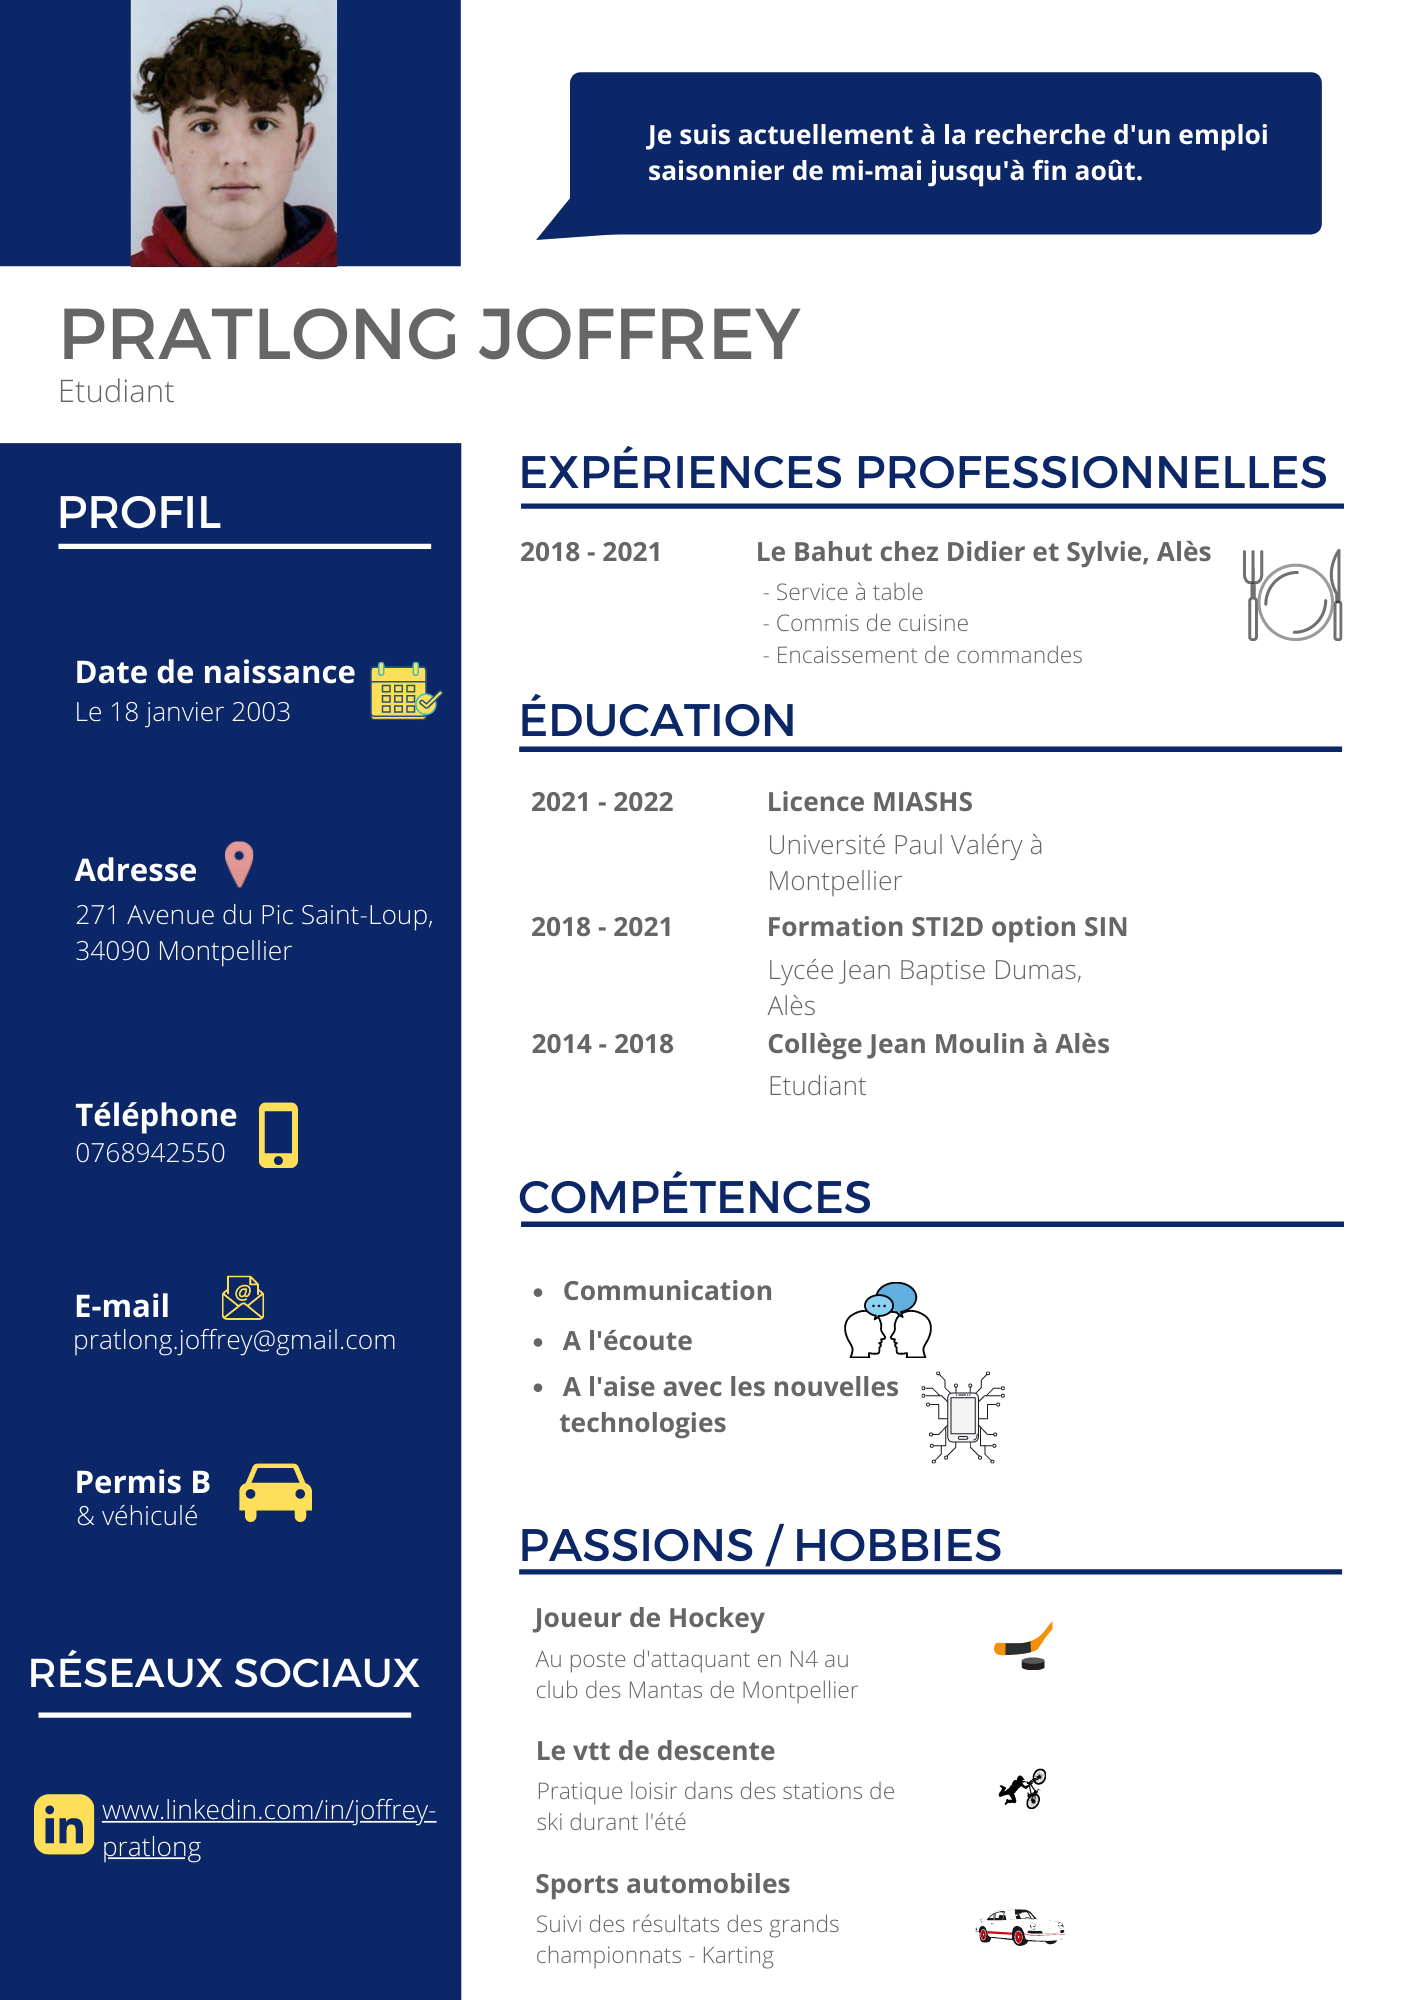 Je suis actuellement à la recherche d'un emploi
saisonnier de mi-mai jusqu'à fin août.
PRATLONG JOFFREY
Etudiant
PROFIL
Date de naissance
Le 18 janvier 2003
Adresse
271 Avenue du Pic Saint-Loup,
34090 Montpellier
Téléphone
0768942550
E-mail
pratlong.joffrey@gmail.com
Permis B
& véhiculé
RÉSEAUX SOCIAUX
in
www.linkedin.com/in/joffrey-
pratlong
EXPÉRIENCES PROFESSIONNELLES
2018 - 2021 Le Bahut chez Didier et Sylvie, Alès
- Service à table
- Commis de cuisine
- Encaissement de commandes
ÉDUCATION
2021 - 2022 Licence MIASHS
Université Paul Valéry à
Montpellier
2018 - 2021 Formation STI2D option SIN
Lycée Jean Baptise Dumas,
Alès
2014 - 2018 Collège Jean Moulin à Alès
Etudiant
COMPÉTENCES
• Communication
• A l'écoute
• A l'aise avec les nouvelles
technologies
PASSIONS / HOBBIES
Joueur de Hockey
Au poste d'attaquant en N4 au
club des Mantas de Montpellier
Le vtt de descente
Pratique loisir dans des stations de
ski durant l'été
Sports automobiles
Suivi des résultats des grands
championnats - Karting